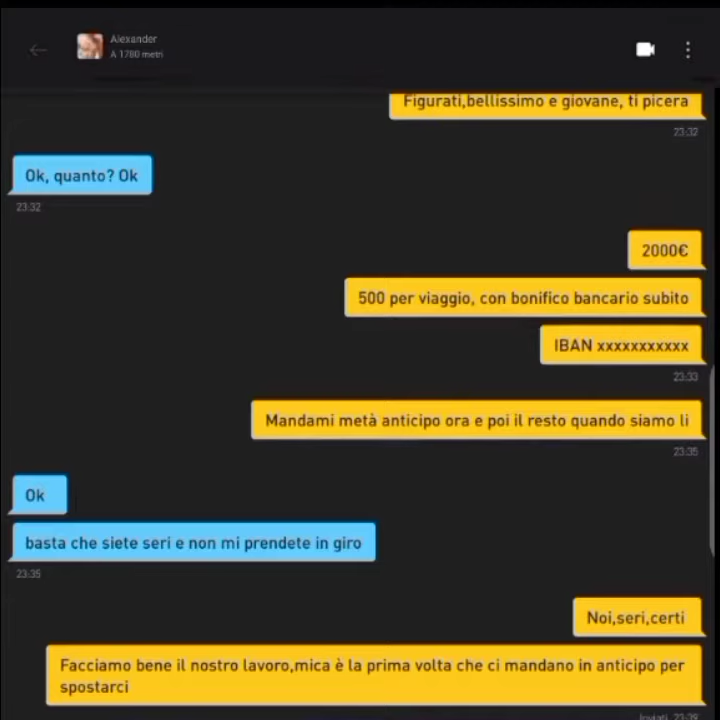 Alexander
A 1780 metri
Figurati,bellissimo e giovane, ti picera
23:32
Ok, quanto? Ok
23:32
2000€
500 per viaggio, con bonifico bancario subito
IBAN xxxxxxxxxxx
23:33
Mandami metà anticipo ora e poi il resto quando siamo li
23:35
Ok
basta che siete seri e non mi prendete in giro
23:35
Noi,seri,certi
Facciamo bene il nostro lavoro,mica è la prima volta che ci mandano in anticipo per
spostarci
Inviati 23:39